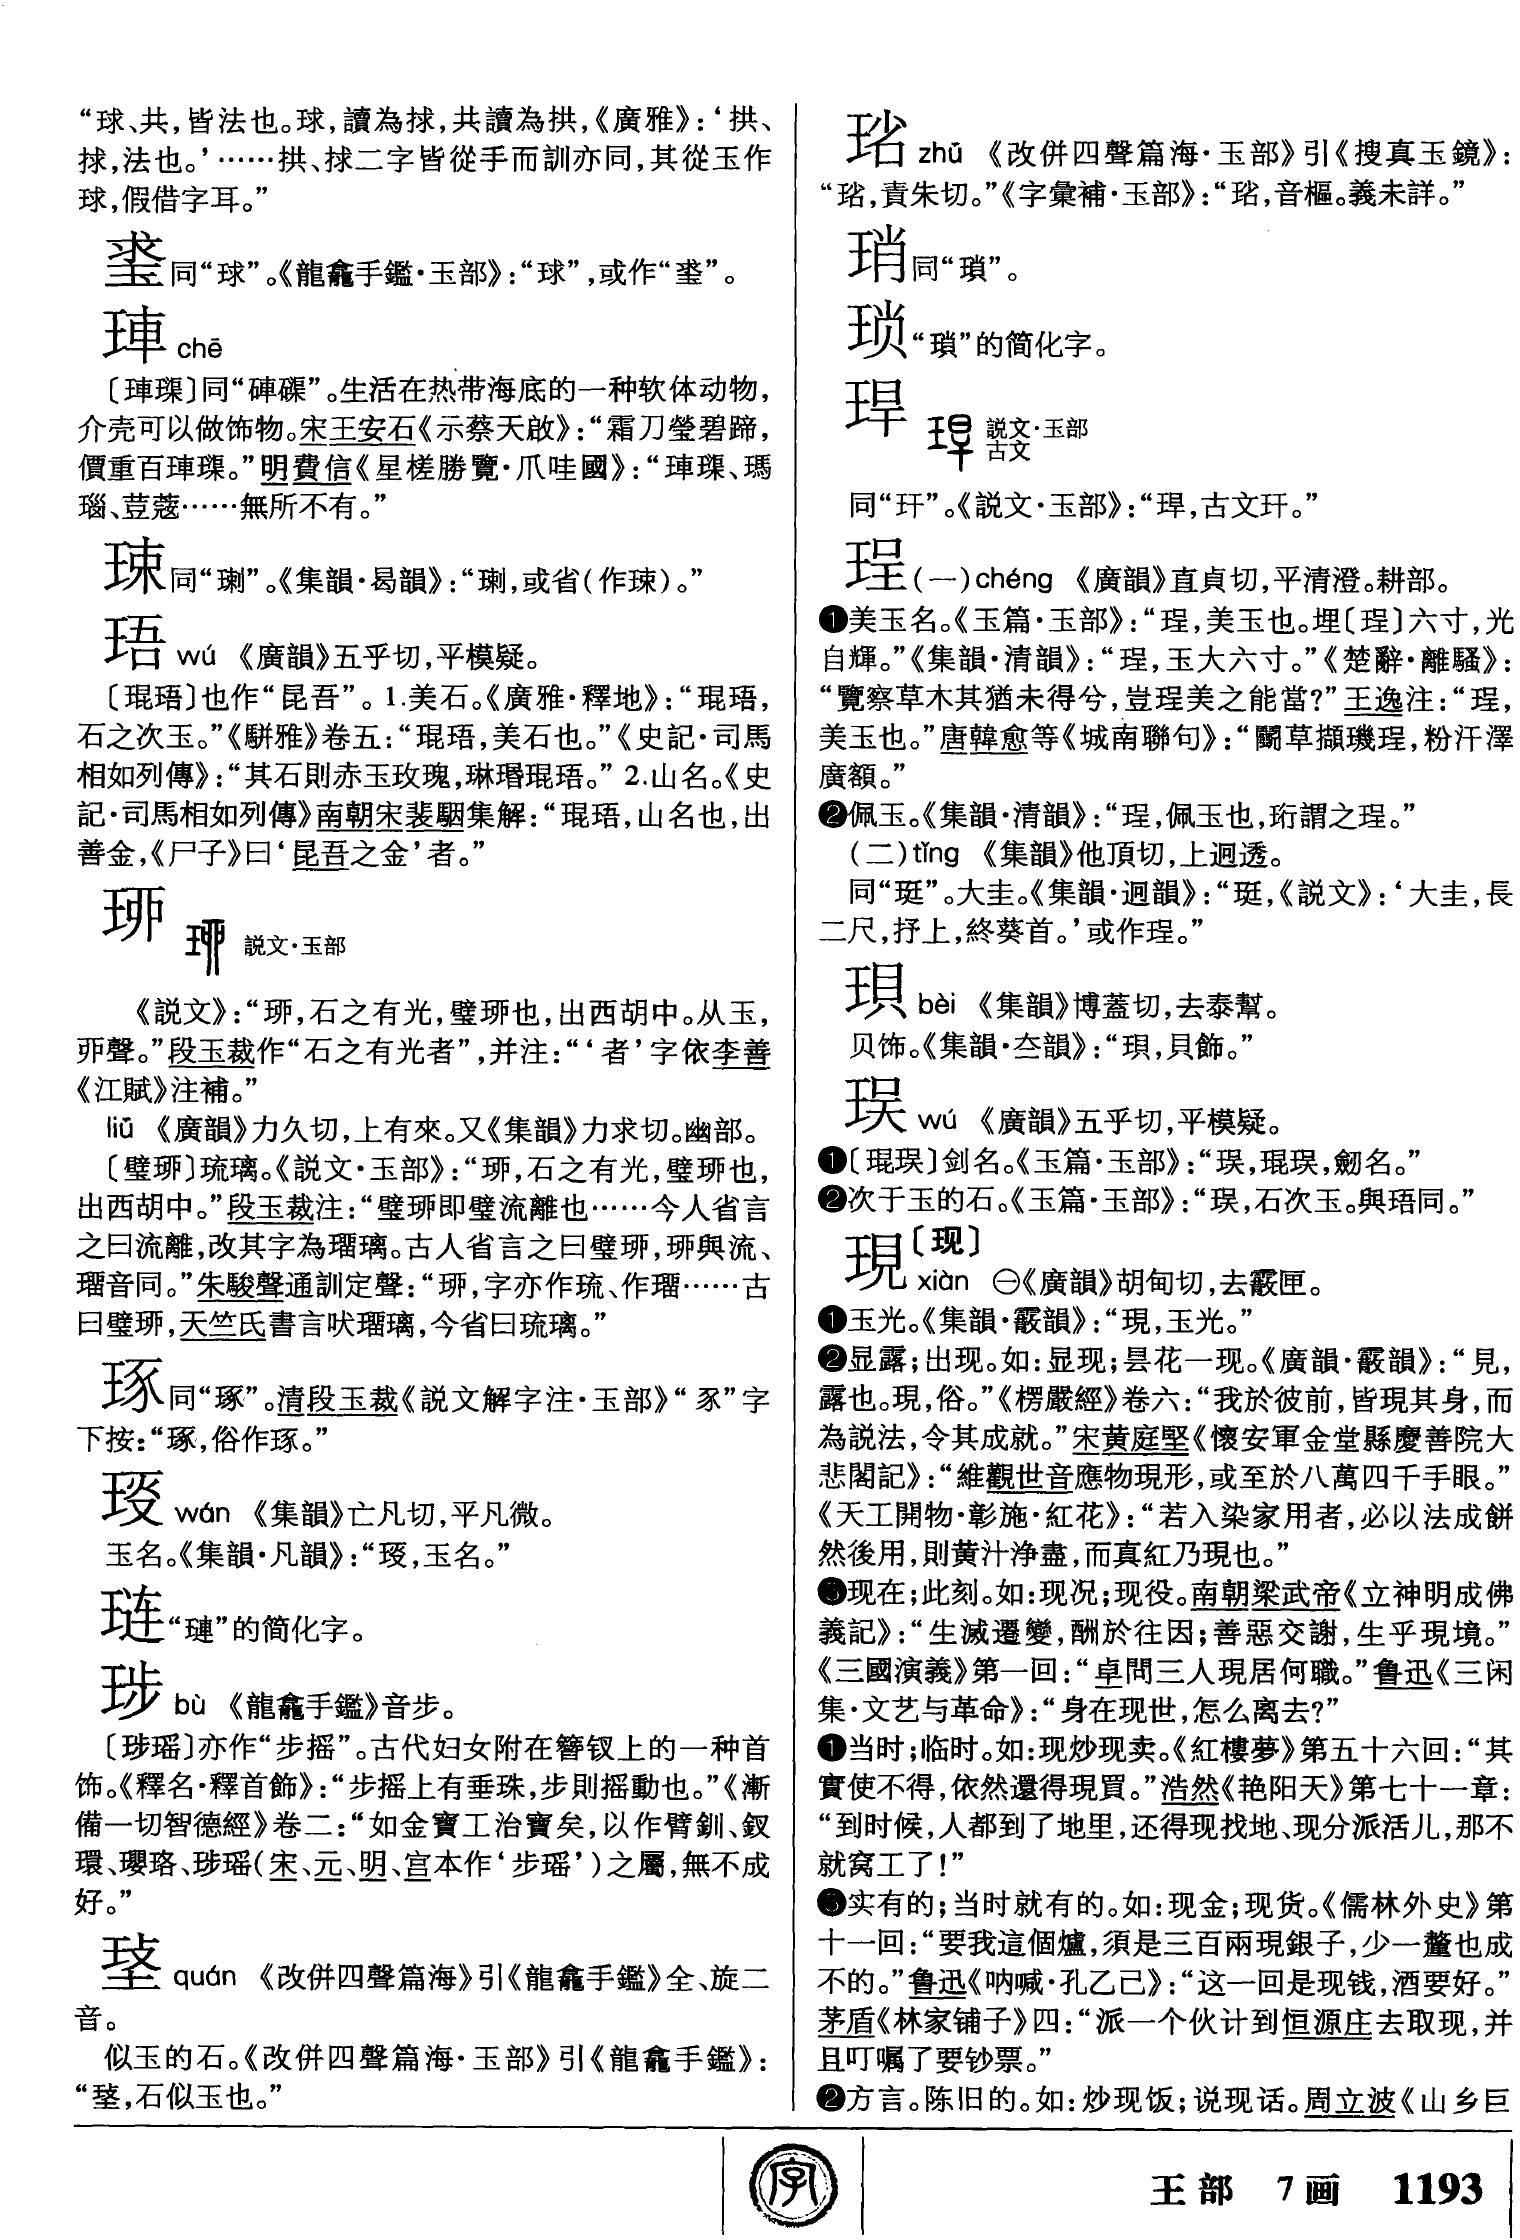 “球、共，皆法也。球，讀為捄，共讀為拱，《廣雅》：‘拱、
捄，法也。’……拱、捄二字皆從手而訓亦同，其從玉作
球，假借字耳。”
同“球”。《龍龕手鑑·玉部》：“球”，或作“”。
琲 chē
〔硨磲〕同“硨磲”。生活在热带海底的一种软体动物，
介壳可以做饰物。宋王安石《示蔡天啟》：“霜刀瑩碧蹄，
價重百。”明費信《星槎勝覽·爪哇國》：“、瑪
瑙、荳蔻……無所不有。”
同“瑓”。《集韻·曷韻》：“，或省（作）。”
珸 wú 《廣韻》五乎切，平模疑。
〔琨珸〕也作“昆吾”。1.美石。《廣雅·釋地》：“琨珸，
石之次玉。”《駢雅》卷五：“琨珸，美石也。”《史記·司馬
相如列傳》：“其石則赤玉玫瑰，琳瑉琨珸。” 2.山名。《史
記·司馬相如列傳》南朝宋裴駰集解：“琨珸，山名也，出
善金，《尸子》曰‘昆吾之金’者。”
珋 説文·玉部
《説文》：“珋，石之有光，璧珋也，出西胡中。从玉，
丣聲。”段玉裁作“石之有光者”，并注：“‘者’字依李善
《江賦》注補。”
liǔ 《廣韻》力久切，上有來。又《集韻》力求切。幽部。
〔璧珋〕琉璃。《説文·玉部》：“珋，石之有光，璧珋也，
出西胡中。”段玉裁注：“璧珋即璧流離也……今人省言
之曰流離，改其字為瑠璃。古人省言之曰璧珋，珋與流、
瑠音同。”朱駿聲通訓定聲：“珋，字亦作琉、作瑠……古
曰璧珋，天竺氏書言吠瑠璃，今省曰琉璃。”
同“琢”。清段玉裁《説文解字注·玉部》“豖”字
下按：“琢，俗作。”
wán 《集韻》亡凡切，平凡微。
玉名。《集韻·凡韻》：“，玉名。”
琏“璉”的简化字。
bù 《龍龕手鑑》音步。
〔瑶〕亦作“步摇”。古代妇女附在簪钗上的一种首
饰。《釋名·釋首飾》：“步摇上有垂珠，步則摇動也。”《漸
備一切智德經》卷二：“如金寶工治寶矣，以作臂釧、釵
環、瓔珞、瑶（宋、元、明、宫本作‘步瑶’）之屬，無不成
好。”
quán 《改併四聲篇海》引《龍龕手鑑》全、旋二
音。
似玉的石。《改併四聲篇海·玉部》引《龍龕手鑑》：
“，石似玉也。”
zhū 《改併四聲篇海·玉部》引《搜真玉鏡》：
“，責朱切。”《字彙補·玉部》：“，音樞。義未詳。”
琑同“瑣”。
琐“瑣”的简化字。
琾 説文·玉部
古文
同“玕”。《説文·玉部》：“，古文玕。”
珵（一）chéng 《廣韻》直貞切，平清澄。耕部。
❶美玉名。《玉篇·玉部》：“珵，美玉也。埋〔珵〕六寸，光
自輝。”《集韻·清韻》：“珵，玉大六寸。”《楚辭·離騷》：
“覽察草木其猶未得兮，豈珵美之能當？”王逸注：“珵，
美玉也。”唐韓愈等《城南聯句》：“鬭草擷璣珵，粉汗澤
廣額。”
❷佩玉。《集韻·清韻》：“珵，佩玉也，珩謂之珵。”
（二）tǐng 《集韻》他頂切，上迥透。
同“珽”。大圭。《集韻·迥韻》：“珽，《説文》：‘大圭，長
二尺，抒上，終葵首。’或作珵。”
珼 bèi 《集韻》博蓋切，去泰幫。
贝饰。《集韻·夳韻》：“珼，貝飾。”
wú 《廣韻》五乎切，平模疑。
❶〔琨〕剑名。《玉篇·玉部》：“，琨，劒名。”
❷次于玉的石。《玉篇·玉部》：“，石次玉。與珸同。”
現〔现〕
xiàn ㊀《廣韻》胡甸切，去霰匣。
❶玉光。《集韻·霰韻》：“現，玉光。”
❷显露；出现。如：显现；昙花一现。《廣韻·霰韻》：“見，
露也。現，俗。”《楞嚴經》卷六：“我於彼前，皆現其身，而
為説法，令其成就。”宋黄庭堅《懷安軍金堂縣慶善院大
悲閣記》：“維觀世音應物現形，或至於八萬四千手眼。”
《天工開物·彰施·紅花》：“若入染家用者，必以法成餅
然後用，則黄汁净盡，而真紅乃現也。”
❸现在；此刻。如：现况；现役。南朝梁武帝《立神明成佛
義記》：“生滅遷變，酬於往因；善惡交謝，生乎現境。”
《三國演義》第一回：“卓問三人現居何職。”鲁迅《三闲
集·文艺与革命》：“身在现世，怎么离去？”
❶当时；临时。如：现炒现卖。《紅樓夢》第五十六回：“其
實使不得，依然還得現買。”浩然《艳阳天》第七十一章：
“到时候，人都到了地里，还得现找地、现分派活儿，那不
就窝工了！”
❺实有的；当时就有的。如：现金；现货。《儒林外史》第
十一回：“要我這個爐，須是三百兩現銀子，少一釐也成
不的。”鲁迅《呐喊·孔乙己》：“这一回是现钱，酒要好。”
茅盾《林家铺子》四：“派一个伙计到恒源庄去取现，并
且叮嘱了要钞票。”
❷方言。陈旧的。如：炒现饭；说现话。周立波《山乡巨
字
王部 7画 1193